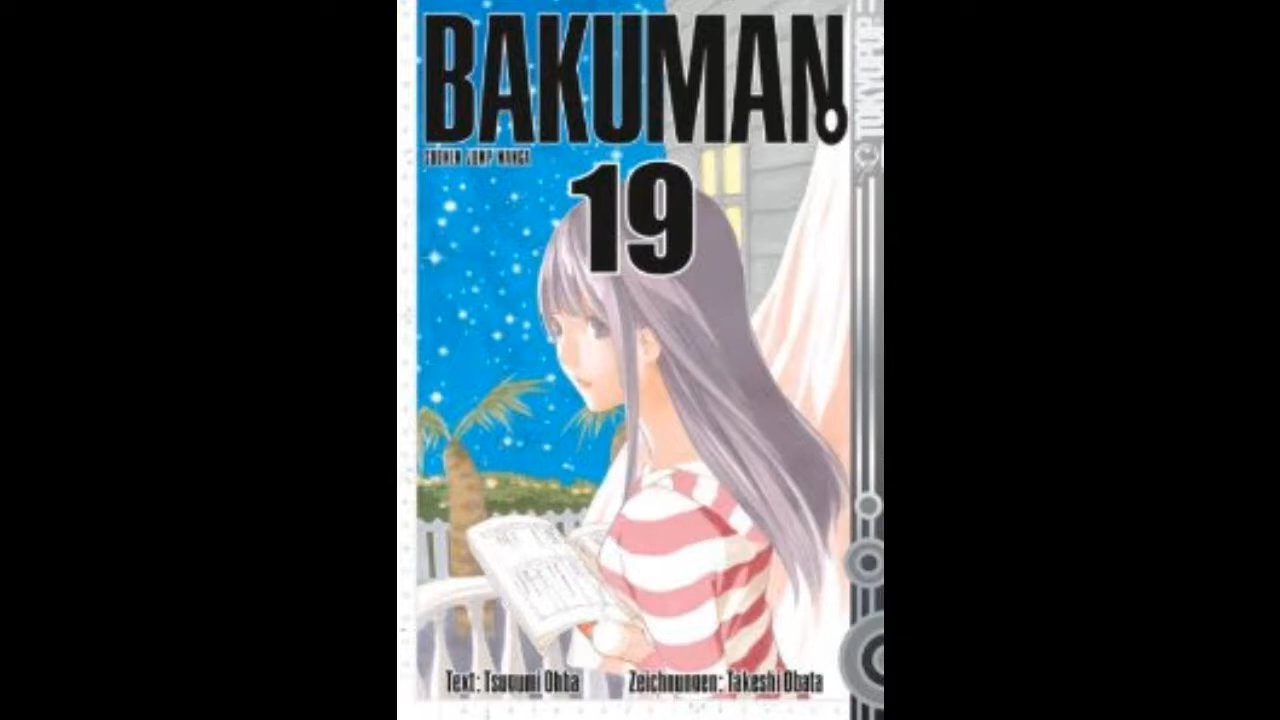 BAKUMAN.
SHONEN JUMP MANGA
19
TOKYOPOP
Text: Tsugumi Ohba
Zeichnungen: Takeshi Obata